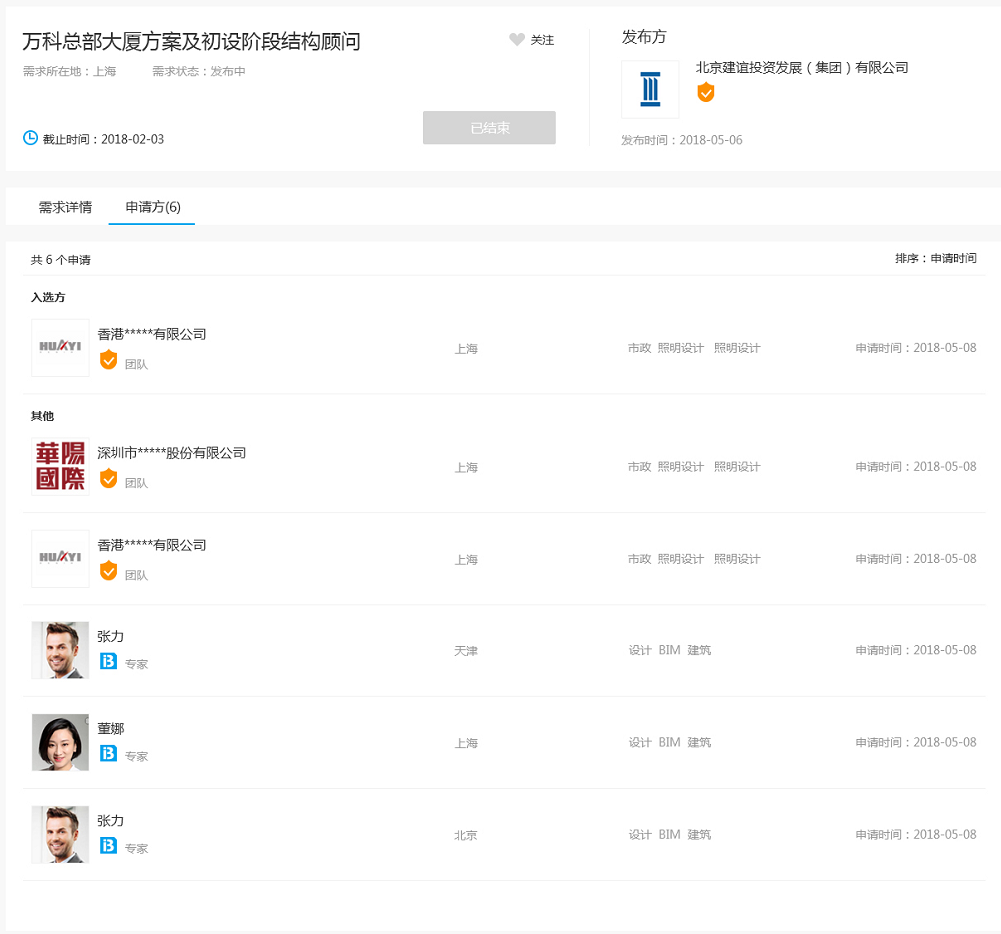 万科总部大厦方案及初设阶段结构顾问
关注
需求所在地：上海 需求状态：发布中
截止时间：2018-02-03
已结束
发布方
北京建谊投资发展（集团）有限公司
发布时间：2018-05-06
需求详情 申请方(6)
共 6 个申请 排序：申请时间
入选方
HUAYI
香港*****有限公司
团队
上海 市政 照明设计 照明设计 申请时间：2018-05-08
其他
華陽
國際
深圳市*****股份有限公司
团队
上海 市政 照明设计 照明设计 申请时间：2018-05-08
HUAYI
香港*****有限公司
团队
上海 市政 照明设计 照明设计 申请时间：2018-05-08
张力
专家
天津 设计 BIM 建筑 申请时间：2018-05-08
董娜
专家
上海 设计 BIM 建筑 申请时间：2018-05-08
张力
专家
北京 设计 BIM 建筑 申请时间：2018-05-08